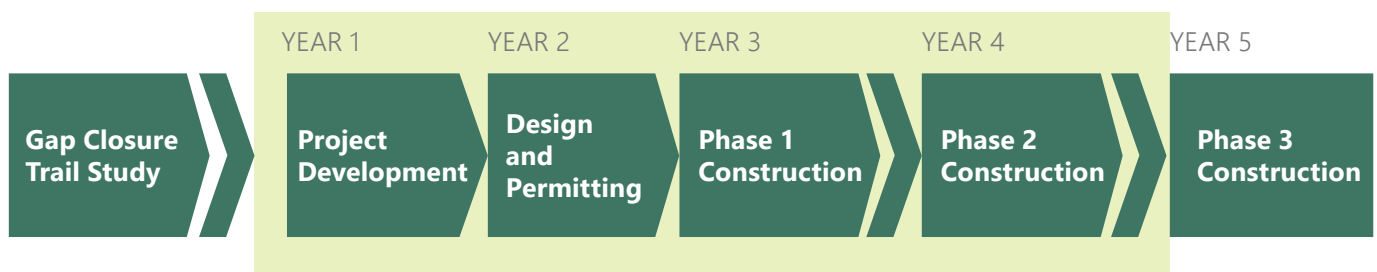 YEAR 1
YEAR 2
YEAR 3
YEAR 4
YEAR 5
Gap Closure
Trail Study
Project
Development
Design
and
Permitting
Phase 1
Construction
Phase 2
Construction
Phase 3
Construction